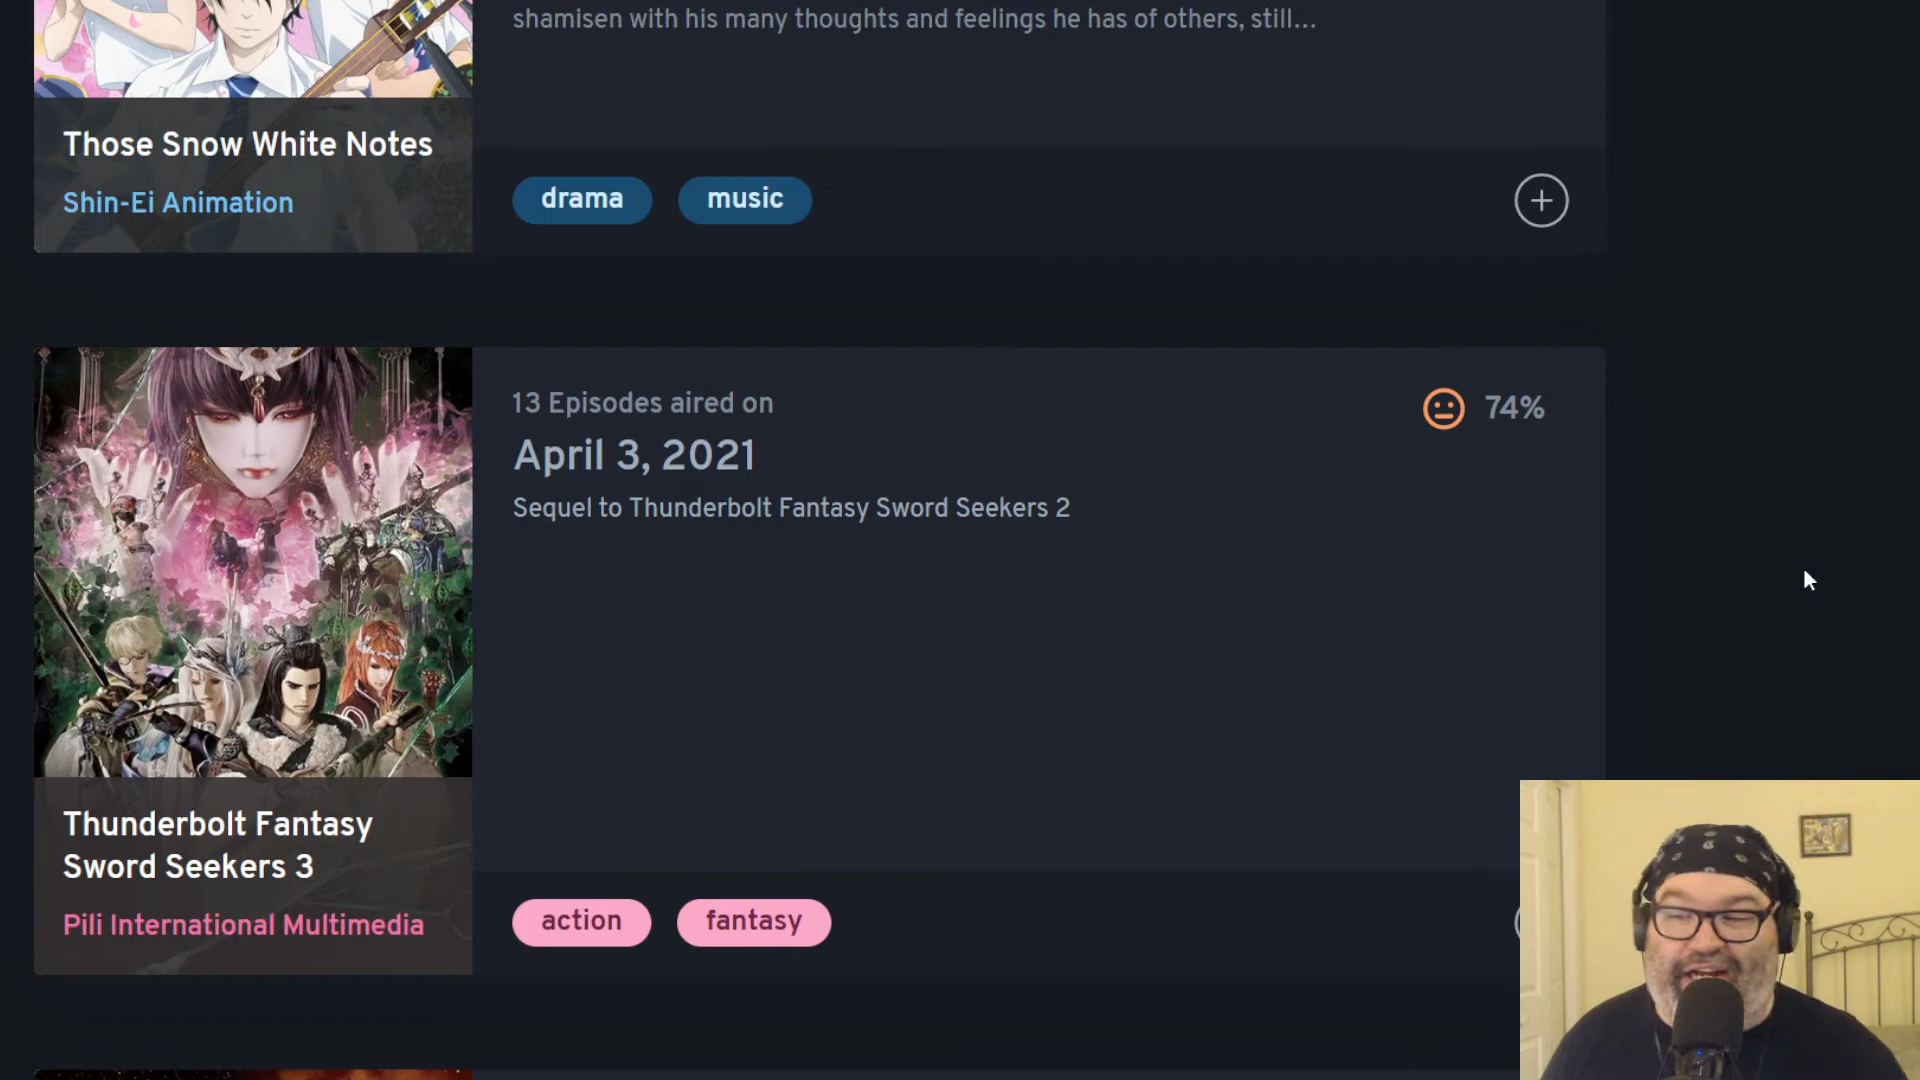 shamisen with his many thoughts and feelings he has of others, still...
Those Snow White Notes
Shin-Ei Animation
drama
music
13 Episodes aired on
74%
April 3, 2021
Sequel to Thunderbolt Fantasy Sword Seekers 2
Thunderbolt Fantasy
Sword Seekers 3
Pili International Multimedia
action
fantasy